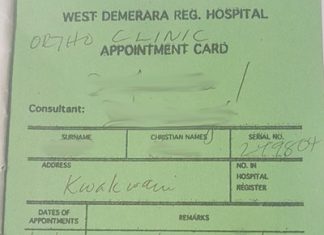 WEST DEMERARA REG. HOSPITAL
ORTHO CLINIC
APPOINTMENT CARD
Consultant:
SURNAME CHRISTIAN NAMES SERIAL NO.
ADDRESS NO. IN
Kwakwani HOSPITAL
REGISTER
DATES OF
APPOINTMENTS REMARKS